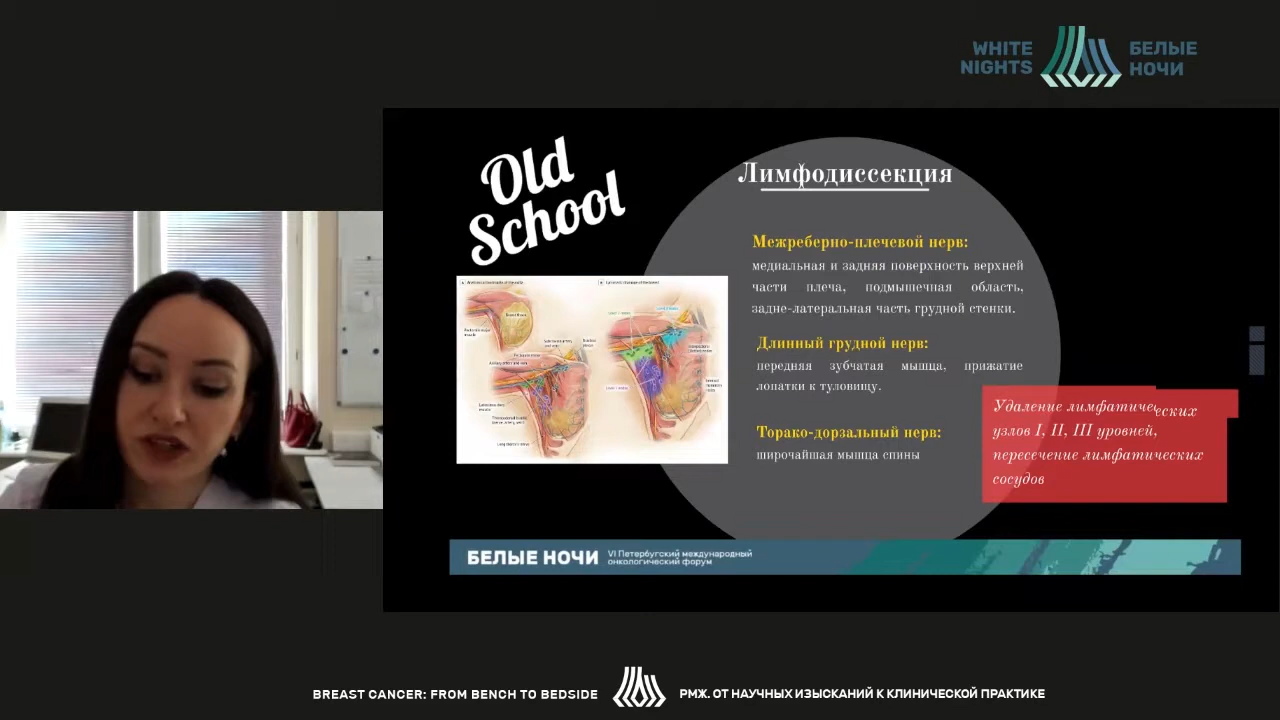 WHITE
NIGHTS
БЕЛЫЕ
НОЧИ
Old
School
Лимфодиссекция
Межреберно-плечевой нерв:
медиальная и задняя поверхность верхней
части плеча, подмышечная область,
задне-латеральная часть грудной стенки.
Длинный грудной нерв:
передняя зубчатая мышца, прижатие
лопатки к туловищу.
Торако-дорзальный нерв:
широчайшая мышца спины
Удаление лимфатических
узлов I, II, III уровней,
пересечение лимфатических
сосудов
БЕЛЫЕ НОЧИ
VI Петербугский международный
онкологический форум
BREAST CANCER: FROM BENCH TO BEDSIDE
РМЖ. ОТ НАУЧНЫХ ИЗЫСКАНИЙ К КЛИНИЧЕСКОЙ ПРАКТИКЕ